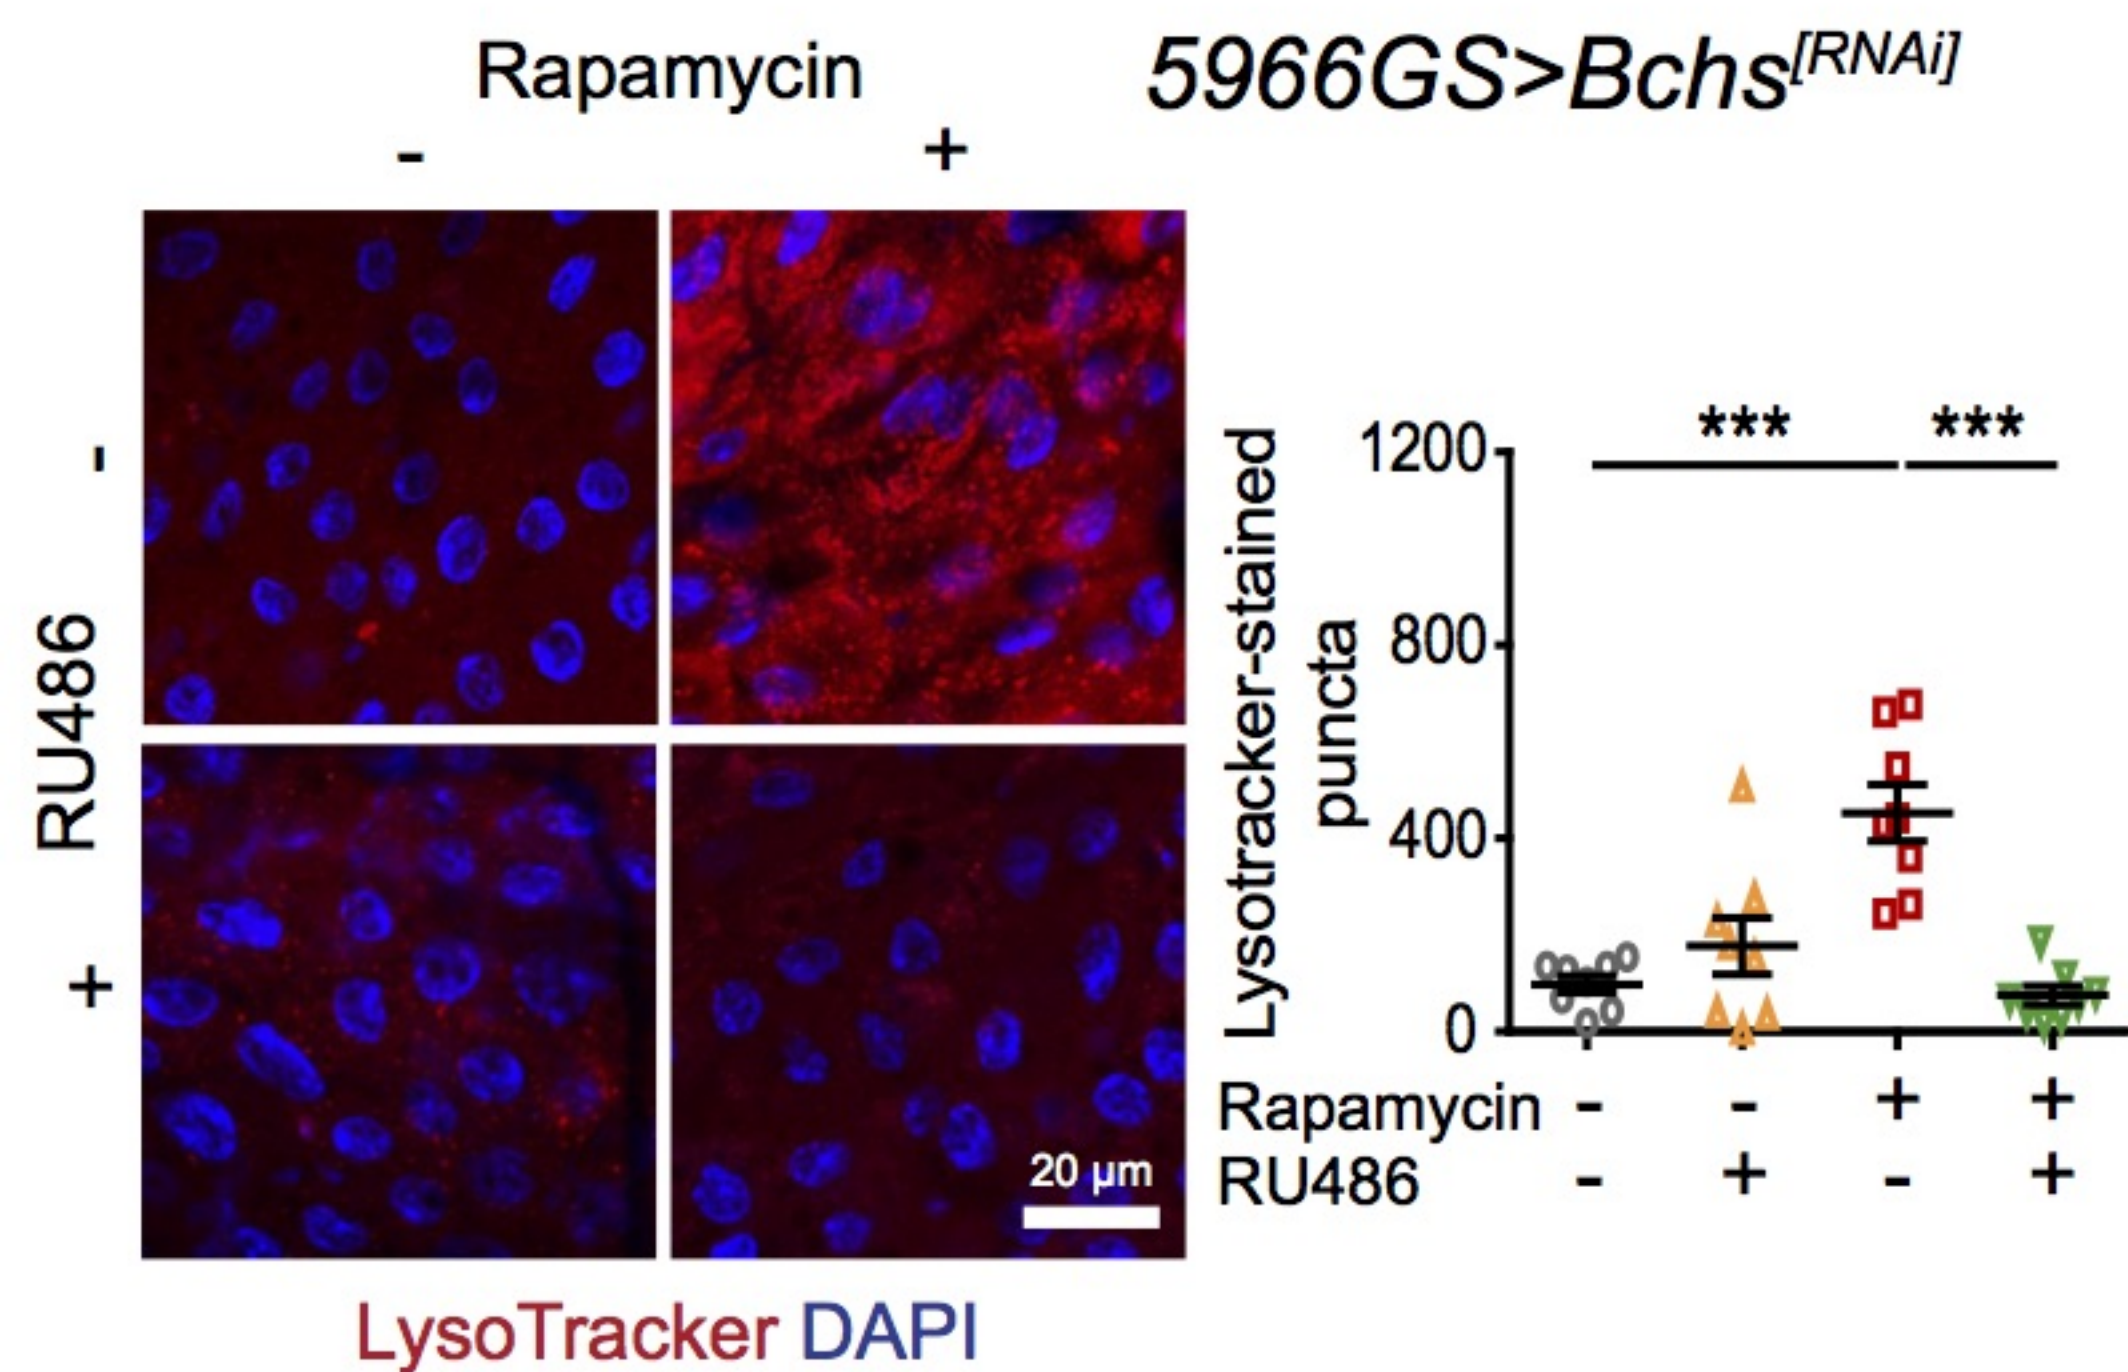 Rapamycin
- +
5966GS>Bchs[RNAi]
RU486
-
+
20 µm
LysoTracker DAPI
Lysotracker-stained
puncta
1200
800
400
0
*** ***
Rapamycin - - + +
RU486 - + - +